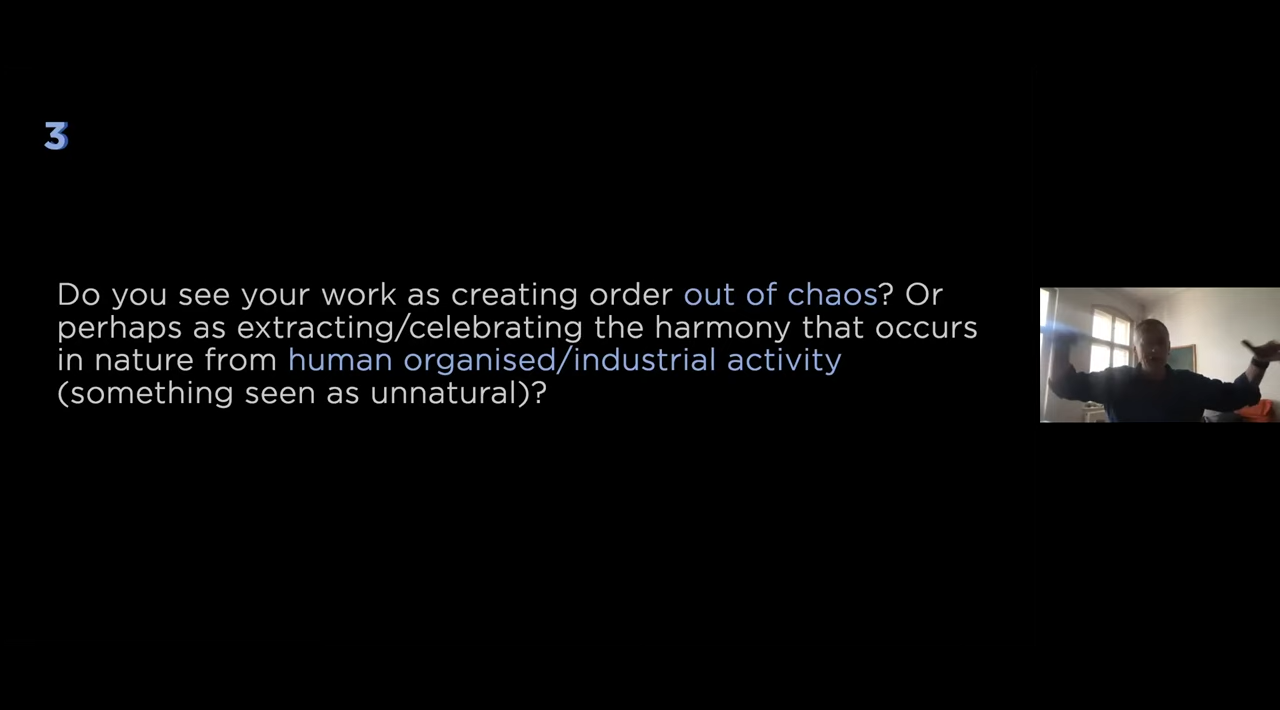 3
Do you see your work as creating order out of chaos? Or
perhaps as extracting/celebrating the harmony that occurs
in nature from human organised/industrial activity
(something seen as unnatural)?